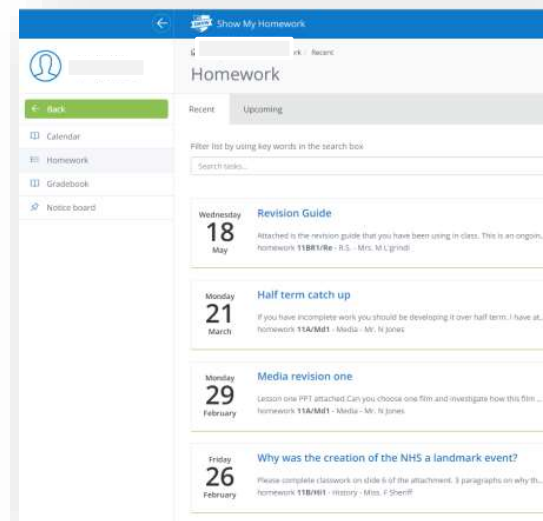 Show My Homework
rk / Recent
Homework
Back
Calendar
Homework
Gradebook
Notice board
Recent
Upcoming
Filter list by using key words in the search box
Search tasks...
Wednesday
18
May
Revision Guide
Attached is the revision guide that you have been using in class. This is an ongoin..
homework 11BR1/Re - R.S. - Mrs. M L'grindi
Monday
21
March
Half term catch up
If you have incomplete work you should be developing it over half term. I have at..
homework 11A/Md1 - Media - Mr. N Jones
Monday
29
February
Media revision one
Lesson one PPT attached.Can you choose one film and investigate how this film ...
homework 11A/Md1 - Media - Mr. N Jones
Friday
26
February
Why was the creation of the NHS a landmark event?
Please complete classwork on slide 6 of the attachment. 3 paragraphs on why th..
homework 11B/Hi1 - History - Miss. F Sheriff